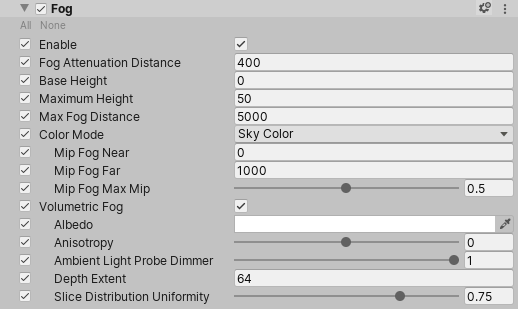 Fog
All None
Enable
Fog Attenuation Distance 400
Base Height 0
Maximum Height 50
Max Fog Distance 5000
Color Mode Sky Color
Mip Fog Near 0
Mip Fog Far 1000
Mip Fog Max Mip 0.5
Volumetric Fog
Albedo
Anisotropy 0
Ambient Light Probe Dimmer 1
Depth Extent 64
Slice Distribution Uniformity 0.75